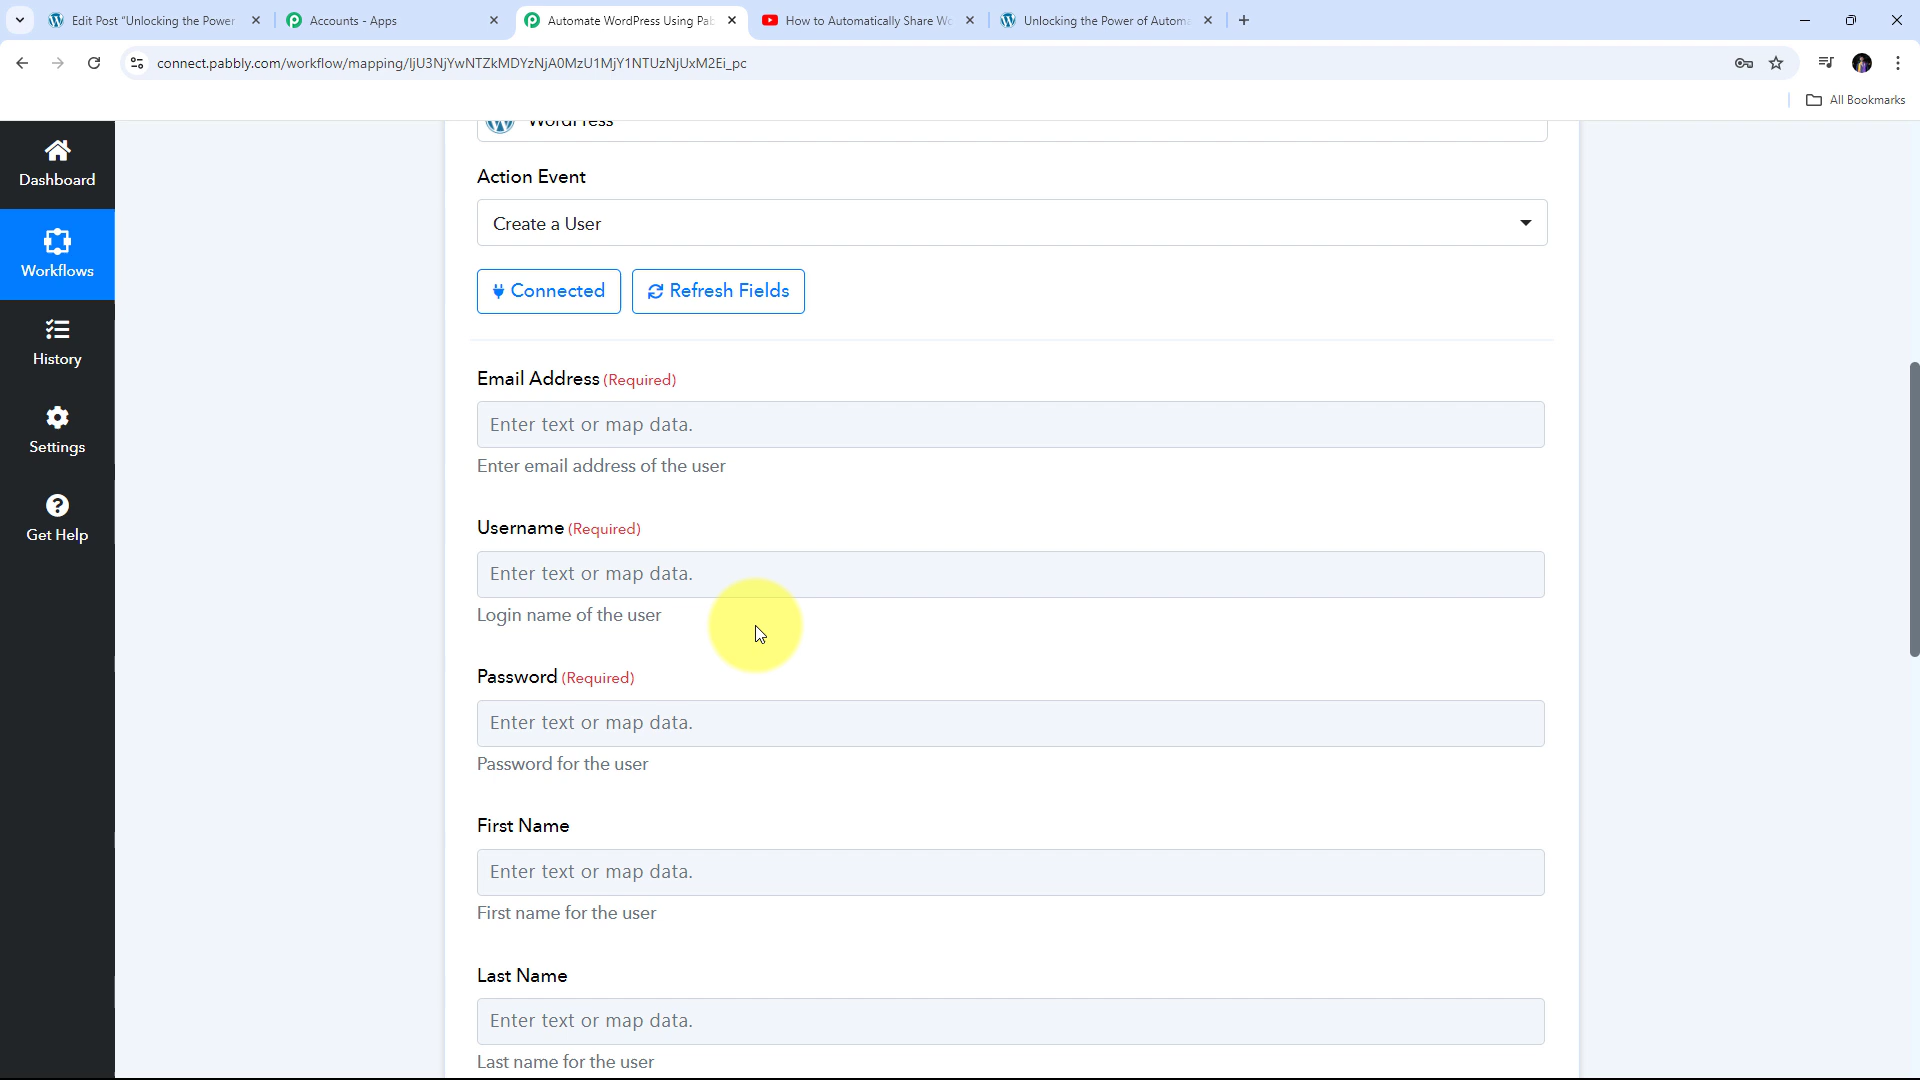 Edit Post "Unlocking the Power
Accounts - Apps
Automate WordPress Using Pab
How to Automatically Share Wo
Unlocking the Power of Automa
connect.pabbly.com/workflow/mapping/IjU3NjYwNTZkMDYzNjA0MzU1MjY1NTUzNjUxM2Ei_pc
All Bookmarks
Dashboard
Workflows
History
Settings
Get Help
WordPress
Action Event
Create a User
Connected
Refresh Fields
Email Address (Required)
Enter text or map data.
Enter email address of the user
Username (Required)
Enter text or map data.
Login name of the user
Password (Required)
Enter text or map data.
Password for the user
First Name
Enter text or map data.
First name for the user
Last Name
Enter text or map data.
Last name for the user